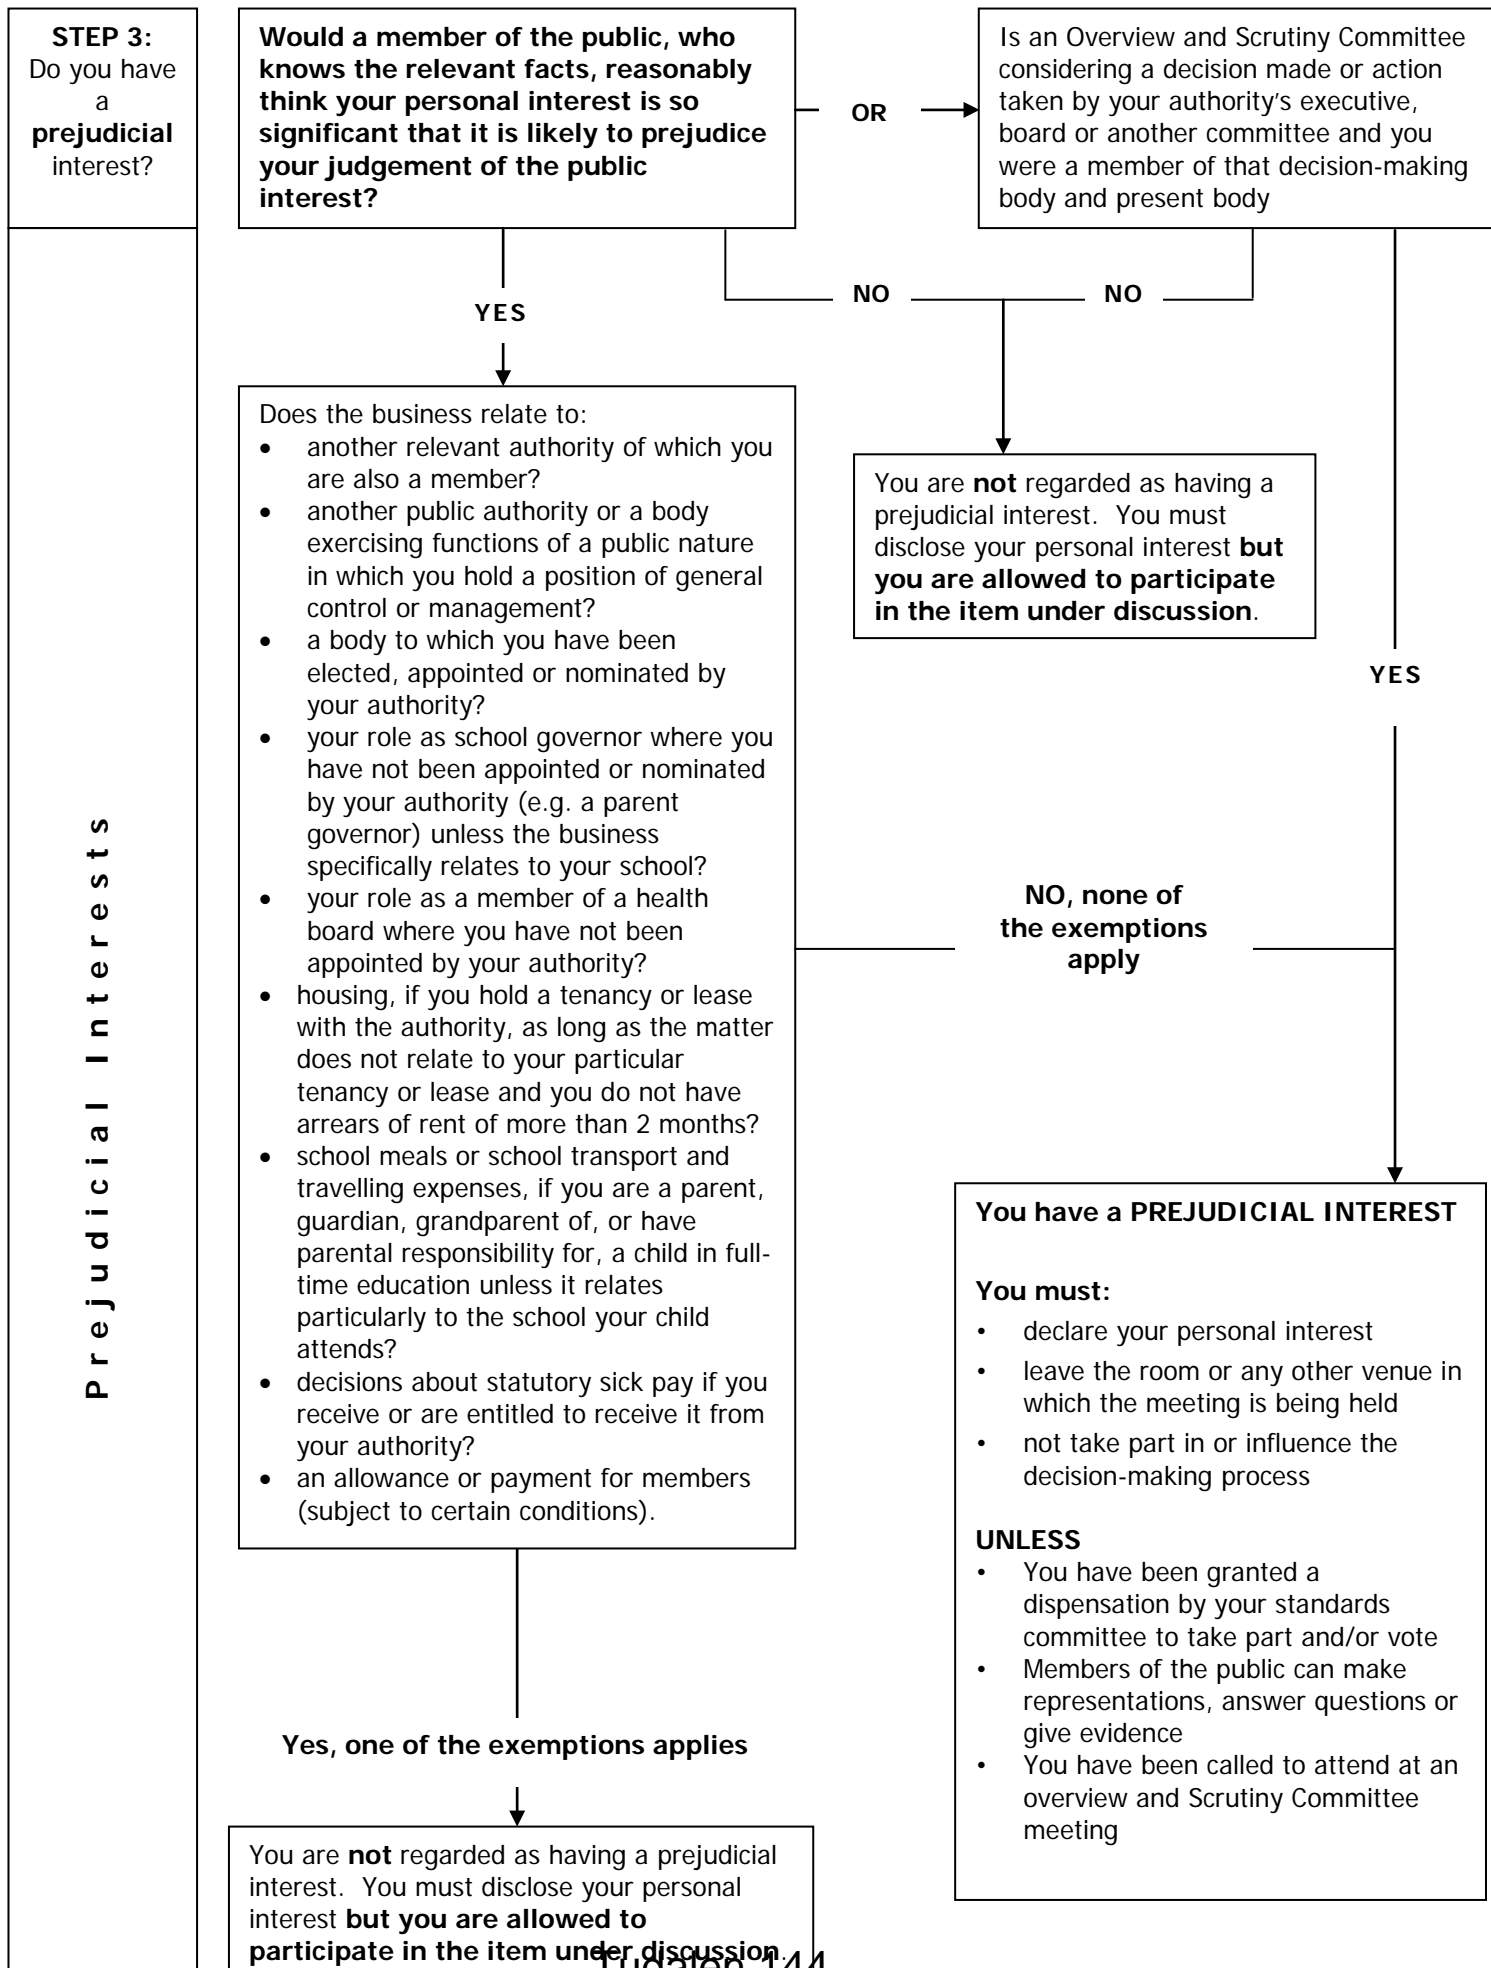 STEP 3:
Do you have
a
prejudicial
interest?
Would a member of the public, who
knows the relevant facts, reasonably
think your personal interest is so
significant that it is likely to prejudice
your judgement of the public
interest?
OR
Is an Overview and Scrutiny Committee
considering a decision made or action
taken by your authority's executive,
board or another committee and you
were a member of that decision-making
body and present body
YES
NO
NO
YES
Prejudicial Interests
Does the business relate to:
• another relevant authority of which you
are also a member?
• another public authority or a body
exercising functions of a public nature
in which you hold a position of general
control or management?
• a body to which you have been
elected, appointed or nominated by
your authority?
• your role as school governor where you
have not been appointed or nominated
by your authority (e.g. a parent
governor) unless the business
specifically relates to your school?
• your role as a member of a health
board where you have not been
appointed by your authority?
• housing, if you hold a tenancy or lease
with the authority, as long as the matter
does not relate to your particular
tenancy or lease and you do not have
arrears of rent of more than 2 months?
• school meals or school transport and
travelling expenses, if you are a parent,
guardian, grandparent of, or have
parental responsibility for, a child in full-
time education unless it relates
particularly to the school your child
attends?
• decisions about statutory sick pay if you
receive or are entitled to receive it from
your authority?
• an allowance or payment for members
(subject to certain conditions).
You are not regarded as having a
prejudicial interest. You must
disclose your personal interest but
you are allowed to participate
in the item under discussion.
NO, none of
the exemptions
apply
You have a PREJUDICIAL INTEREST
You must:
• declare your personal interest
• leave the room or any other venue in
which the meeting is being held
• not take part in or influence the
decision-making process
UNLESS
• You have been granted a
dispensation by your standards
committee to take part and/or vote
• Members of the public can make
representations, answer questions or
give evidence
• You have been called to attend at an
overview and Scrutiny Committee
meeting
Yes, one of the exemptions applies
You are not regarded as having a prejudicial
interest. You must disclose your personal
interest but you are allowed to
participate in the item under discussion.
Tudalen 144